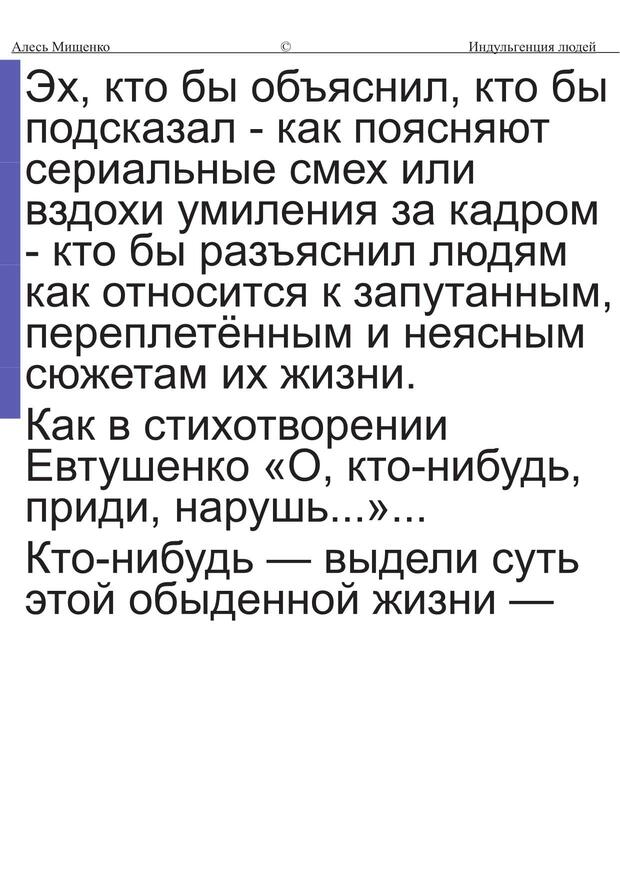 Алесь Мищенко © Индульгенция людей
Эх, кто бы объяснил, кто бы
подсказал - как поясняют
сериальные смех или
вздохи умиления за кадром
- кто бы разъяснил людям
как относится к запутанным,
переплетённым и неясным
сюжетам их жизни.
Как в стихотворении
Евтушенко «О, кто-нибудь,
приди, нарушь...»...
Кто-нибудь — выдели суть
этой обыденной жизни —